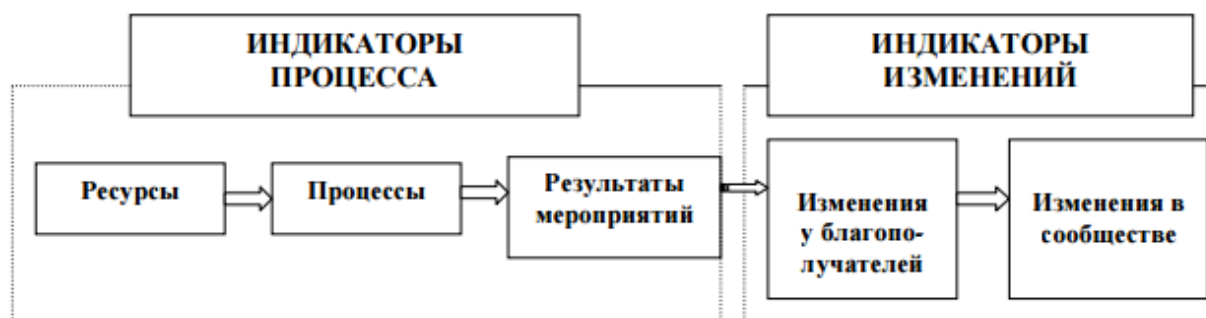 ИНДИКАТОРЫ
ПРОЦЕССА
ИНДИКАТОРЫ
ИЗМЕНЕНИЙ
Ресурсы
Процессы
Результаты
мероприятий
Изменения
у благопо-
лучателей
Изменения в
сообществе